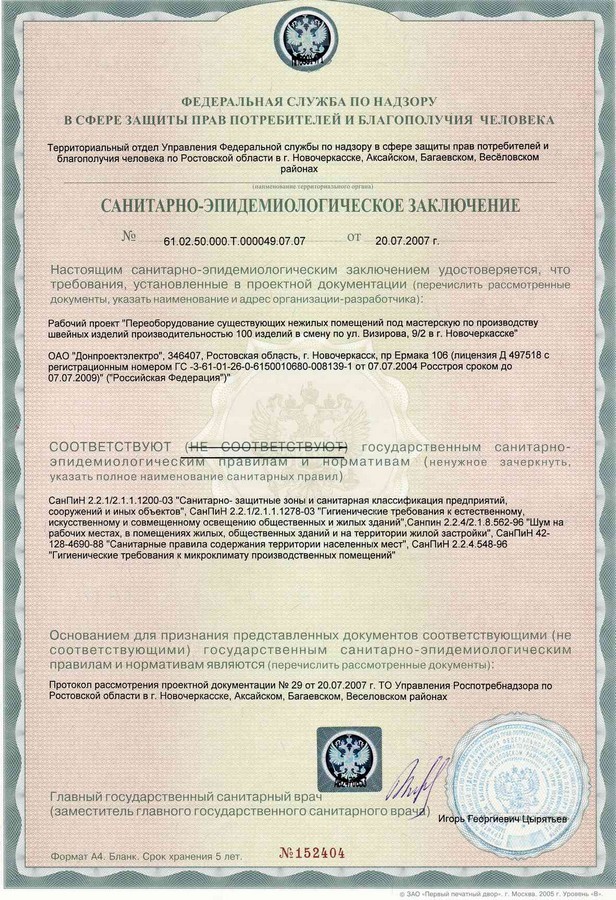 ФЕДЕРАЛЬНАЯ СЛУЖБА ПО НАДЗОРУ
В СФЕРЕ ЗАЩИТЫ ПРАВ ПОТРЕБИТЕЛЕЙ И БЛАГОПОЛУЧИЯ ЧЕЛОВЕКА
Территориальный отдел Управления Федеральной службы по надзору в сфере защиты прав потребителей и
благополучия человека по Ростовской области в г. Новочеркасске, Аксайском, Багаевском, Весёловском
районах
(наименование территориального органа)
САНИТАРНО-ЭПИДЕМИОЛОГИЧЕСКОЕ ЗАКЛЮЧЕНИЕ
№ 61.02.50.000.Т.000049.07.07 от 20.07.2007 г.
Настоящим санитарно-эпидемиологическим заключением удостоверяется, что
требования, установленные в проектной документации (перечислить рассмотренные
документы, указать наименование и адрес организации-разработчика):
Рабочий проект "Переоборудование существующих нежилых помещений под мастерскую по производству
швейных изделий производительностью 100 изделий в смену по ул. Визирова, 9/2 в г. Новочеркасске"
ОАО "Донпроектэлектро", 346407, Ростовская область, г. Новочеркасск, пр Ермака 106 (лицензия Д 497518 с
регистрационным номером ГС -3-61-01-26-0-6150010680-008139-1 от 07.07.2004 Росстроя сроком до
07.07.2009)" ("Российская Федерация")"
СООТВЕТСТВУЮТ (НЕ СООТВЕТСТВУЮТ) государственным санитарно-
эпидемиологическим правилам и нормативам (ненужное зачеркнуть,
указать полное наименование санитарных правил)
СанПиН 2.2.1/2.1.1.1200-03 "Санитарно- защитные зоны и санитарная классификация предприятий,
сооружений и иных объектов", СанПиН 2.2.1/2.1.1.1278-03 "Гигиенические требования к естественному,
искусственному и совмещенному освещению общественных и жилых зданий",Санпин 2.2.4/2.1.8.562-96 "Шум на
рабочих местах, в помещениях жилых, общественных зданий и на территории жилой застройки", СанПиН 42-
128-4690-88 "Санитарные правила содержания территории населенных мест", СанПиН 2.2.4.548-96
"Гигиенические требования к микроклимату производственных помещений"
Основанием для признания представленных документов соответствующими (не
соответствующими) государственным санитарно-эпидемиологическим
правилам и нормативам являются (перечислить рассмотренные документы):
Протокол рассмотрения проектной документации № 29 от 20.07.2007 г. ТО Управления Роспотребнадзора по
Ростовской области в г. Новочеркасске, Аксайском, Багаевском, Веселовском районах
Главный государственный санитарный врач
(заместитель главного государственного санитарного врача)
Игорь Георгиевич Цырятьев
Формат А4. Бланк. Срок хранения 5 лет.
№152404
© ЗАО «Первый печатный двор». г. Москва. 2005 г. Уровень «В».